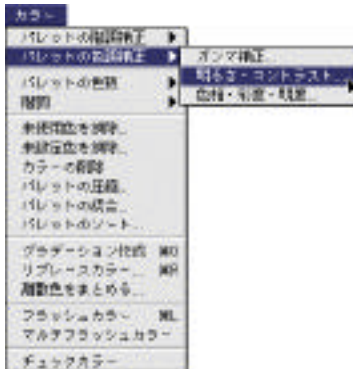 カラー
パレットの階調補正
パレットの色調補正
ガンマ補正...
明るさ・コントラスト...
色相・彩度・明度...
パレットの
階調
未使用色を削除...
未設定色を削除...
カラーの削除
パレットの圧縮...
パレットの統合...
パレットのソート...
グラデーション作成
リプレースカラー... ⌘R
離散色をまとめる...
フラッシュカラー ⌘L
マルチフラッシュカラー
チェックカラー